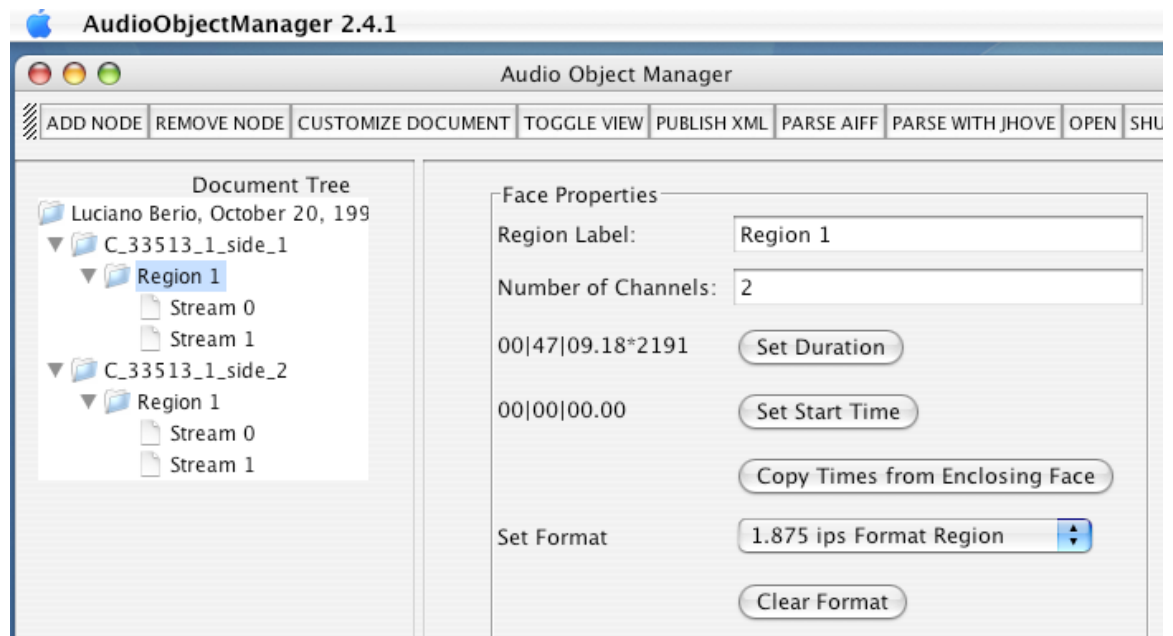 AudioObjectManager 2.4.1
Audio Object Manager
ADD NODE REMOVE NODE CUSTOMIZE DOCUMENT TOGGLE VIEW PUBLISH XML PARSE AIFF PARSE WITH JHOVE OPEN SHU
Document Tree
Luciano Berio, October 20, 199
C_33513_1_side_1
Region 1
Stream 0
Stream 1
C_33513_1_side_2
Region 1
Stream 0
Stream 1
Face Properties
Region Label: Region 1
Number of Channels: 2
00|47|09.18*2191 Set Duration
00|00|00.00 Set Start Time
Copy Times from Enclosing Face
Set Format 1.875 ips Format Region
Clear Format